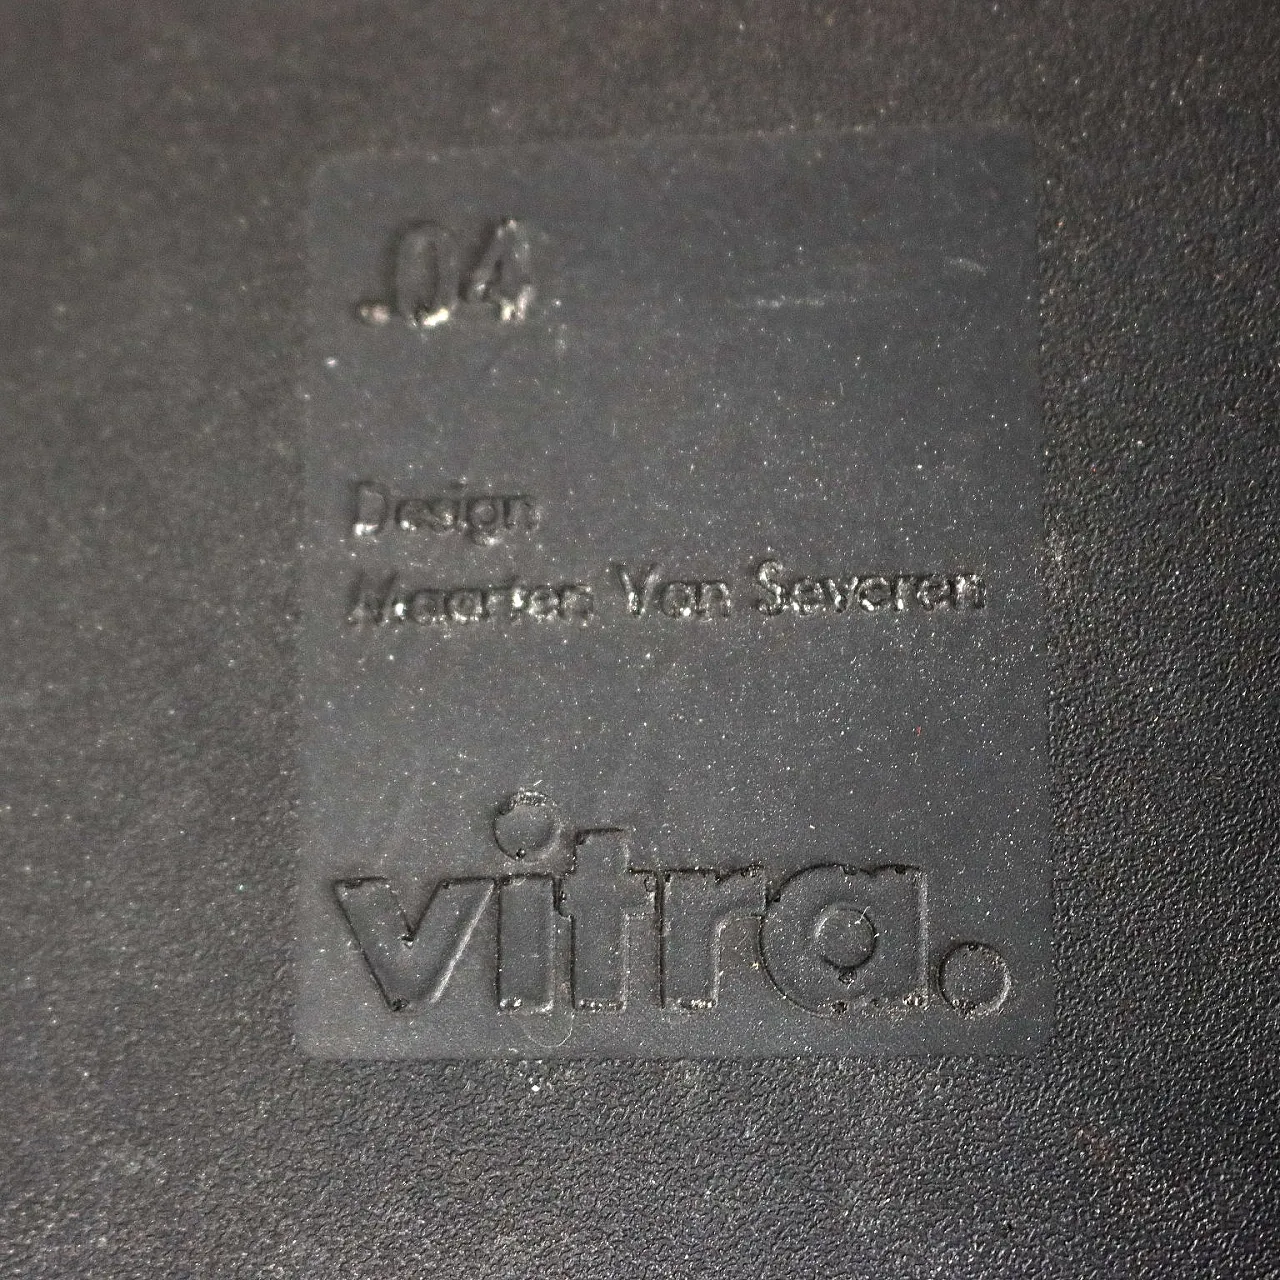 .04
Design
Maarten Van Severen
vitra.